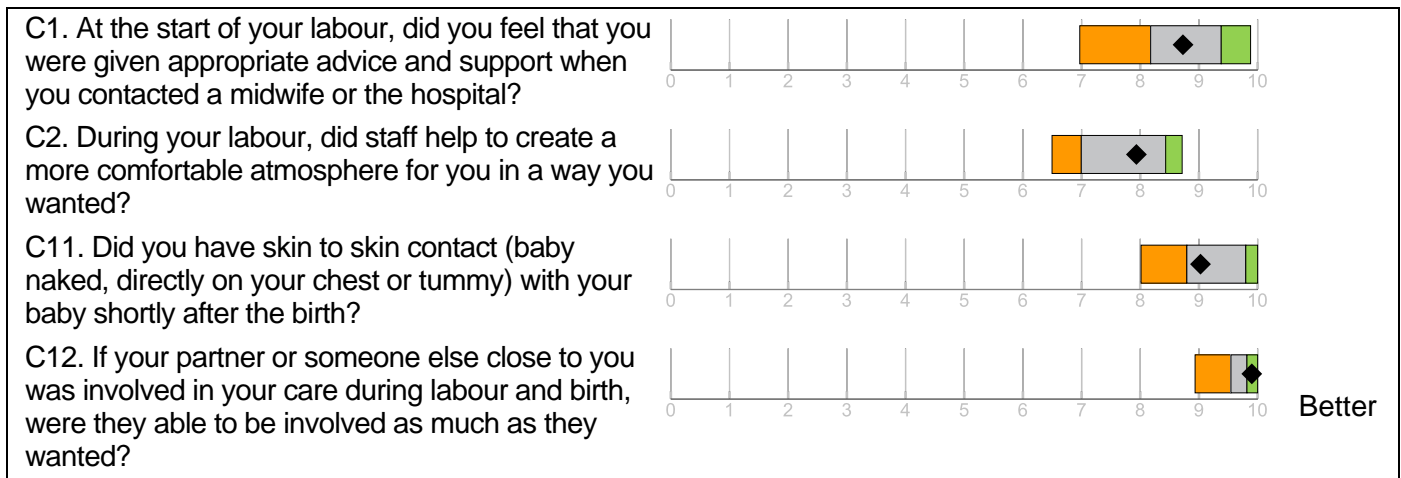 C1. At the start of your labour, did you feel that you
were given appropriate advice and support when
you contacted a midwife or the hospital?
0 1 2 3 4 5 6 7 8 9 10
C2. During your labour, did staff help to create a
more comfortable atmosphere for you in a way you
wanted?
0 1 2 3 4 5 6 7 8 9 10
C11. Did you have skin to skin contact (baby
naked, directly on your chest or tummy) with your
baby shortly after the birth?
0 1 2 3 4 5 6 7 8 9 10
C12. If your partner or someone else close to you
was involved in your care during labour and birth,
were they able to be involved as much as they
wanted?
0 1 2 3 4 5 6 7 8 9 10
Better